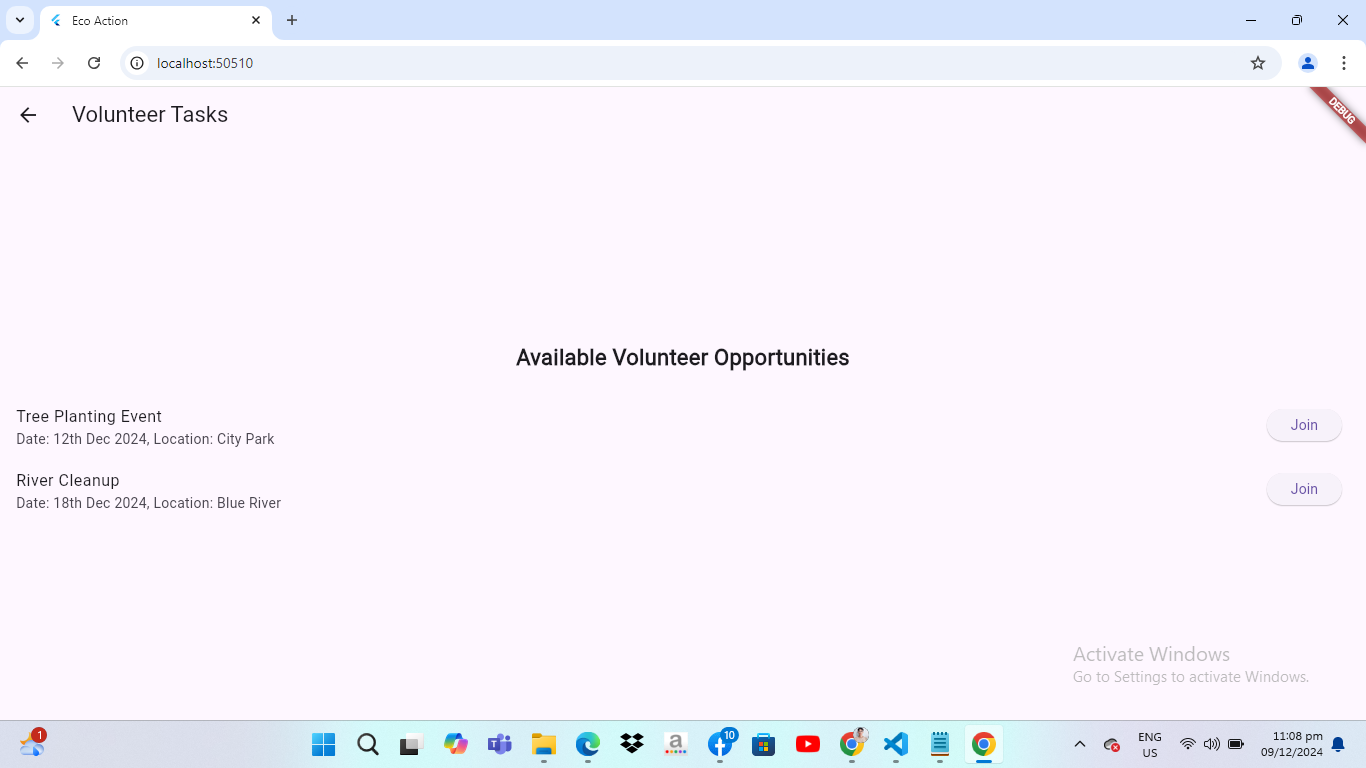 Eco Action
localhost:50510
Volunteer Tasks
DEBUG
Available Volunteer Opportunities
Tree Planting Event
Date: 12th Dec 2024, Location: City Park
Join
River Cleanup
Date: 18th Dec 2024, Location: Blue River
Join
Activate Windows
Go to Settings to activate Windows.
1
a
10
ENG
US
11:08 pm
09/12/2024